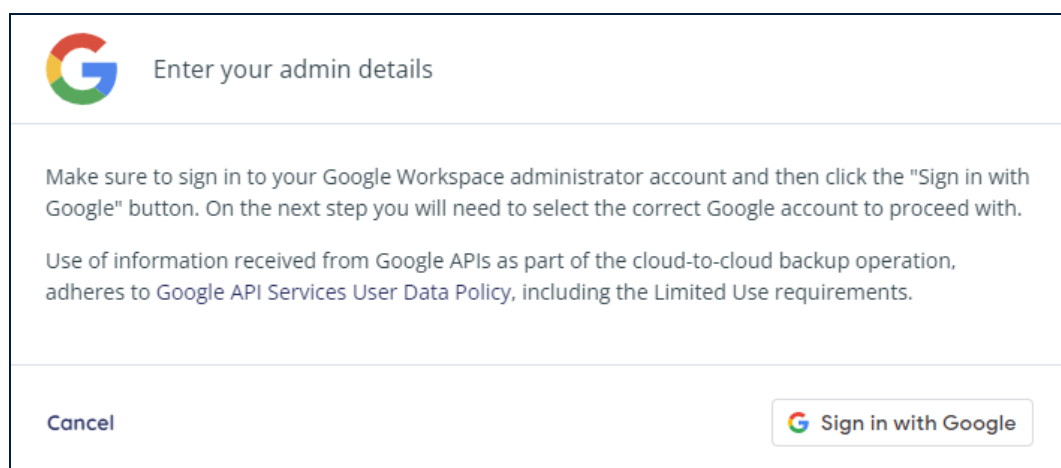 Enter your admin details
Make sure to sign in to your Google Workspace administrator account and then click the "Sign in with
Google" button. On the next step you will need to select the correct Google account to proceed with.
Use of information received from Google APIs as part of the cloud-to-cloud backup operation,
adheres to Google API Services User Data Policy, including the Limited Use requirements.
Cancel
Sign in with Google